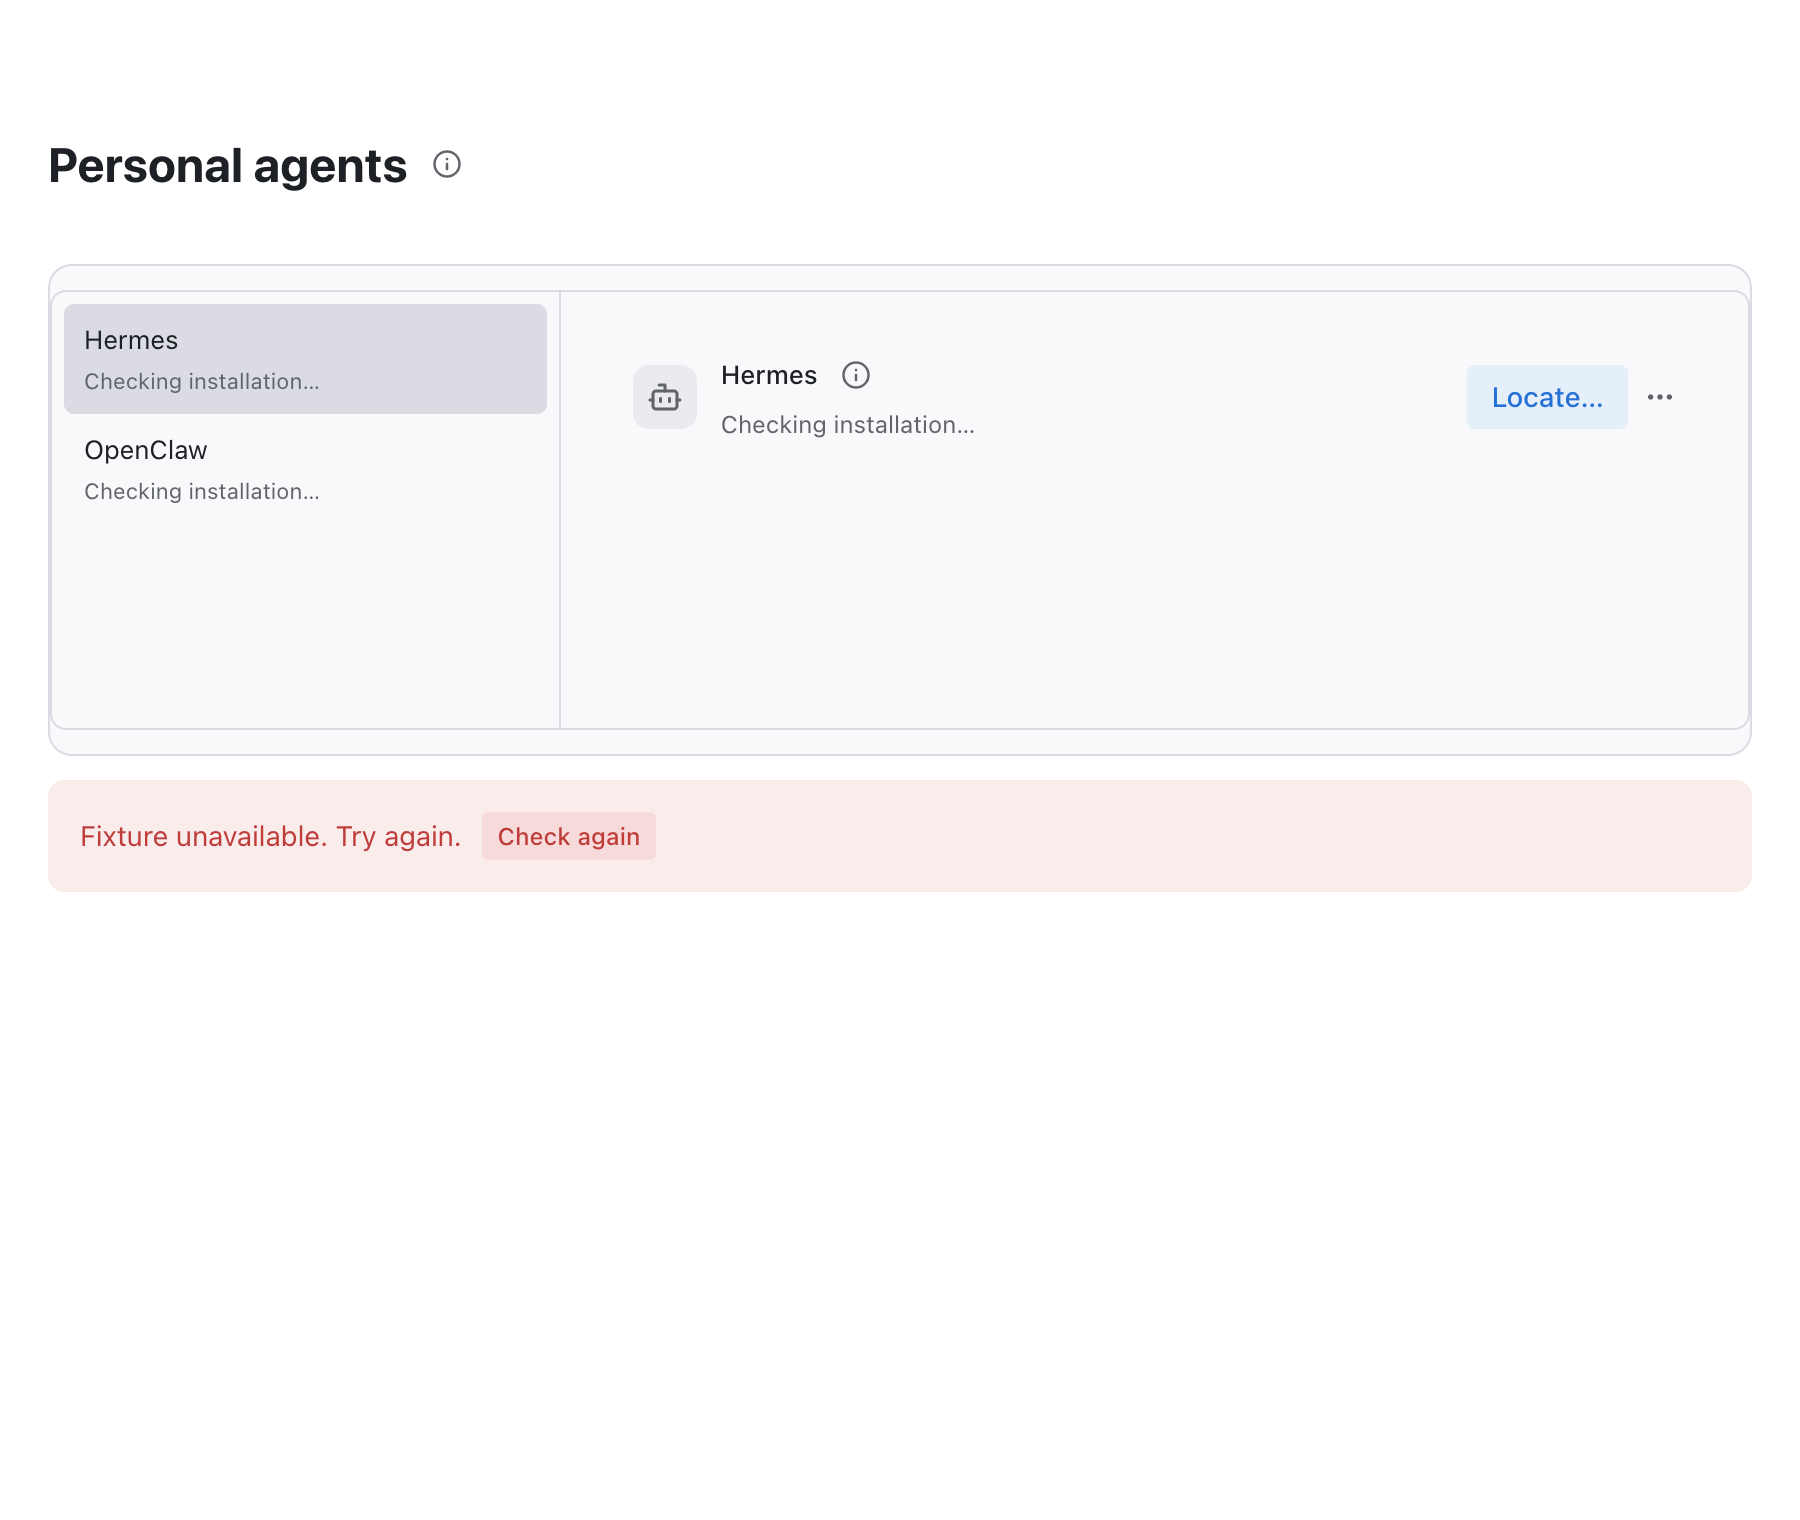 Personal agents
Hermes
Checking installation...
OpenClaw
Checking installation...
Hermes
Checking installation...
Locate...
Fixture unavailable. Try again.
Check again